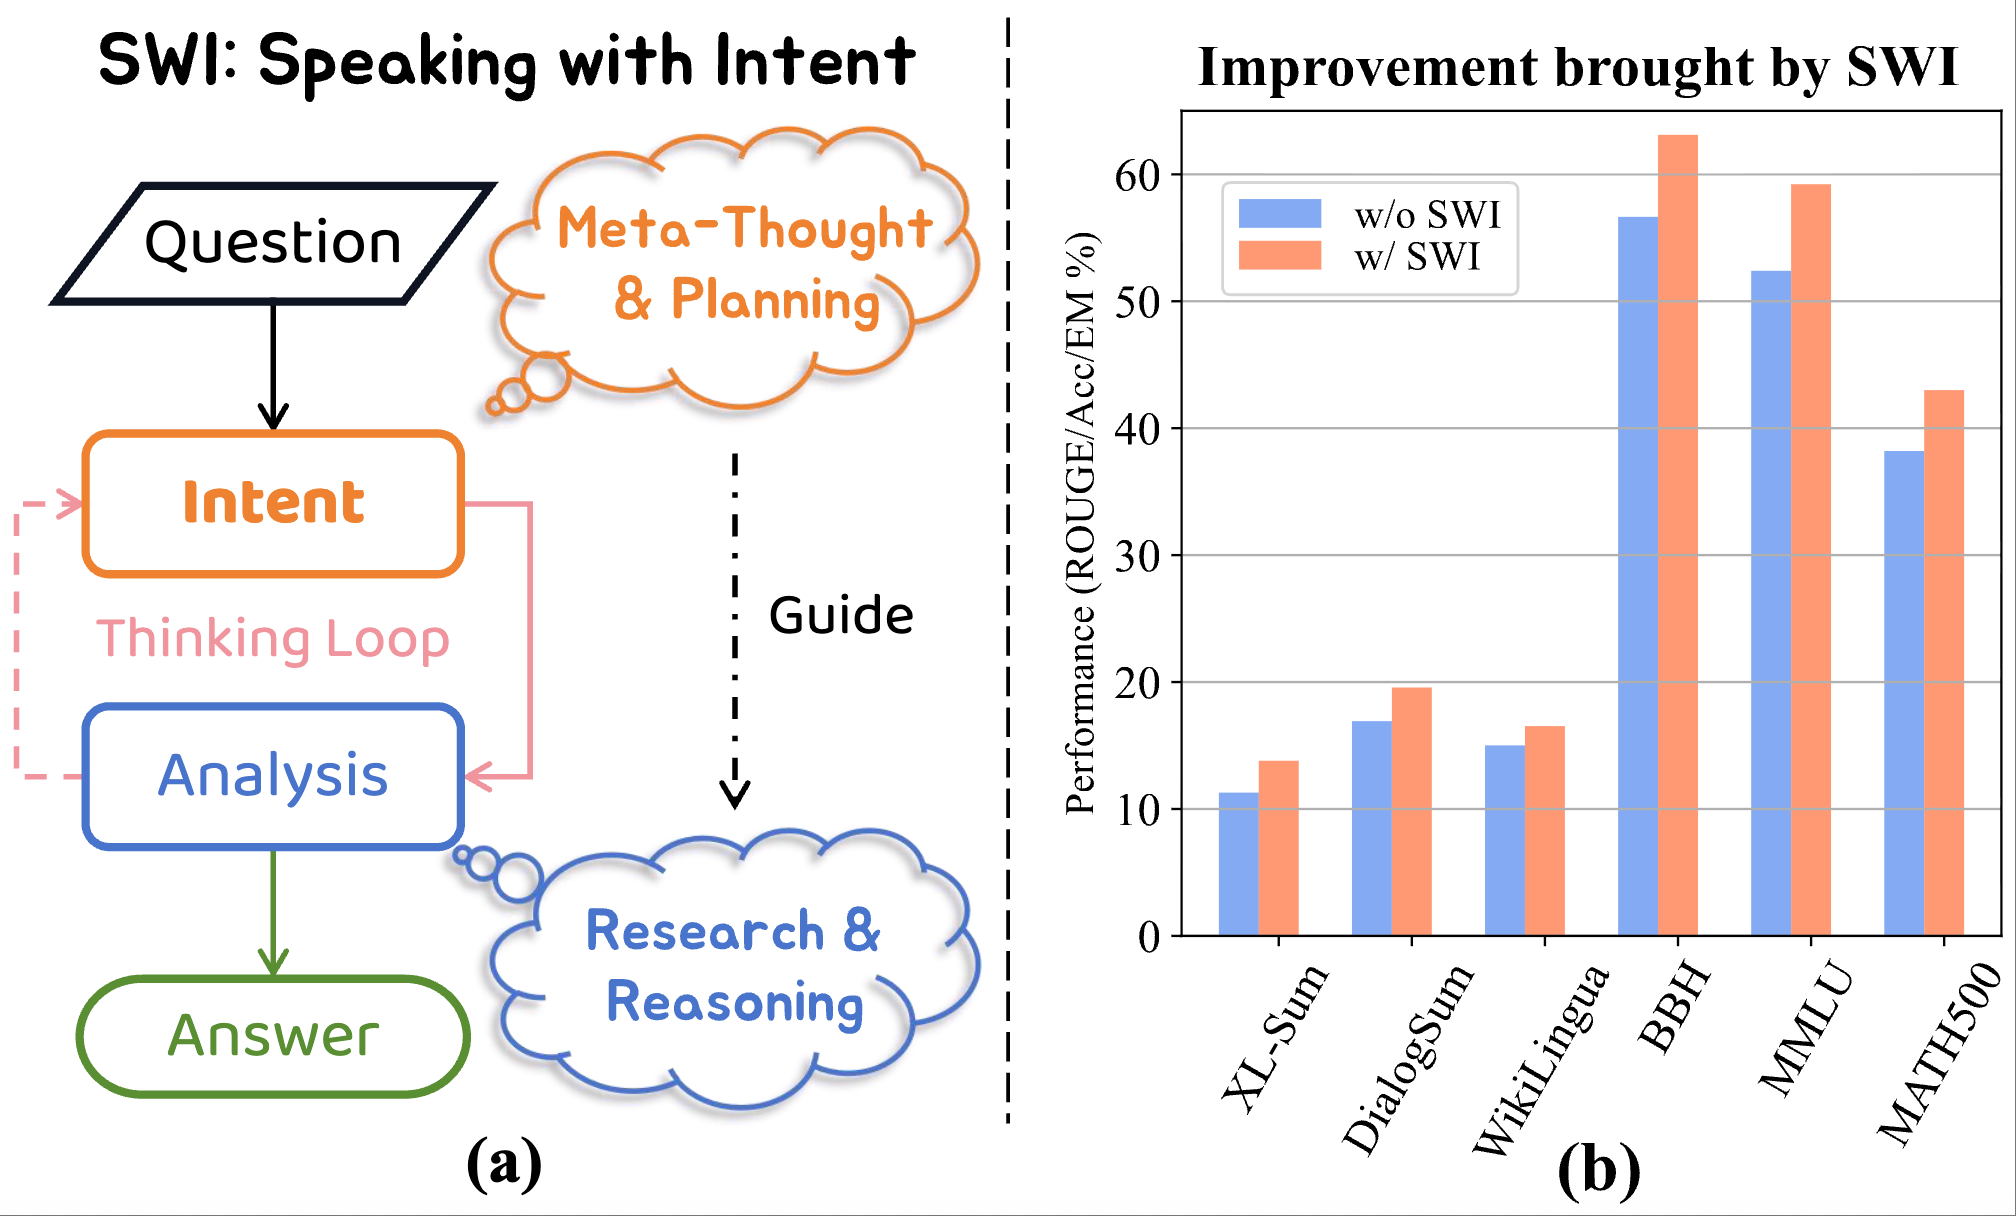 SWI: Speaking with Intent
Question
Meta-Thought
& Planning
Intent
Thinking Loop
Guide
Analysis
Research &
Reasoning
Answer
(a)
Improvement brought by SWI
w/o SWI
w/ SWI
Performance (ROUGE/Acc/EM %)
60
50
40
30
20
10
0
XL-Sum
DialogSum
WikiLingua
BBH
MMLU
MATH500
(b)